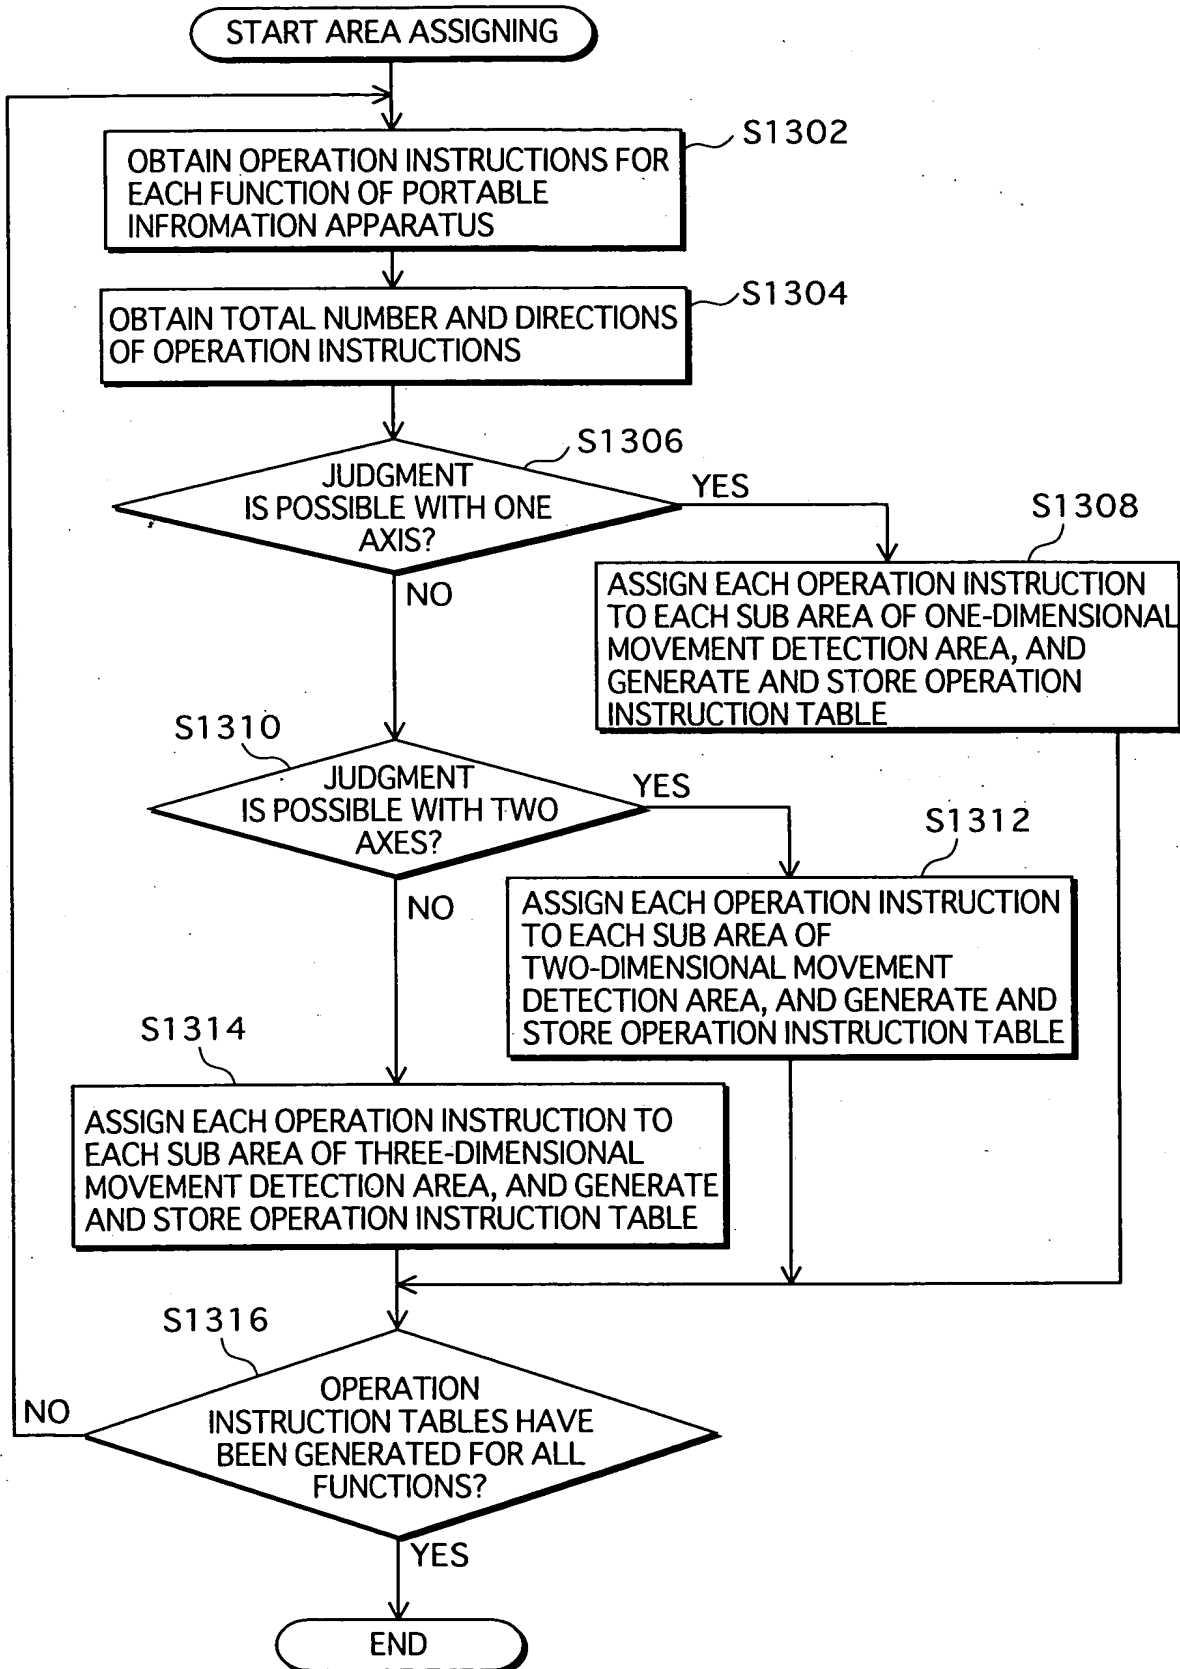 START AREA ASSIGNING
S1302
OBTAIN OPERATION INSTRUCTIONS FOR
EACH FUNCTION OF PORTABLE
INFROMATION APPARATUS
S1304
OBTAIN TOTAL NUMBER AND DIRECTIONS
OF OPERATION INSTRUCTIONS
S1306
JUDGMENT
IS POSSIBLE WITH ONE
AXIS?
YES
NO
S1308
ASSIGN EACH OPERATION INSTRUCTION
TO EACH SUB AREA OF ONE-DIMENSIONAL
MOVEMENT DETECTION AREA, AND
GENERATE AND STORE OPERATION
INSTRUCTION TABLE
S1310
JUDGMENT
IS POSSIBLE WITH TWO
AXES?
YES
NO
S1312
ASSIGN EACH OPERATION INSTRUCTION
TO EACH SUB AREA OF
TWO-DIMENSIONAL MOVEMENT
DETECTION AREA, AND GENERATE AND
STORE OPERATION INSTRUCTION TABLE
S1314
ASSIGN EACH OPERATION INSTRUCTION TO
EACH SUB AREA OF THREE-DIMENSIONAL
MOVEMENT DETECTION AREA, AND GENERATE
AND STORE OPERATION INSTRUCTION TABLE
S1316
OPERATION
INSTRUCTION TABLES HAVE
BEEN GENERATED FOR ALL
FUNCTIONS?
NO
YES
END